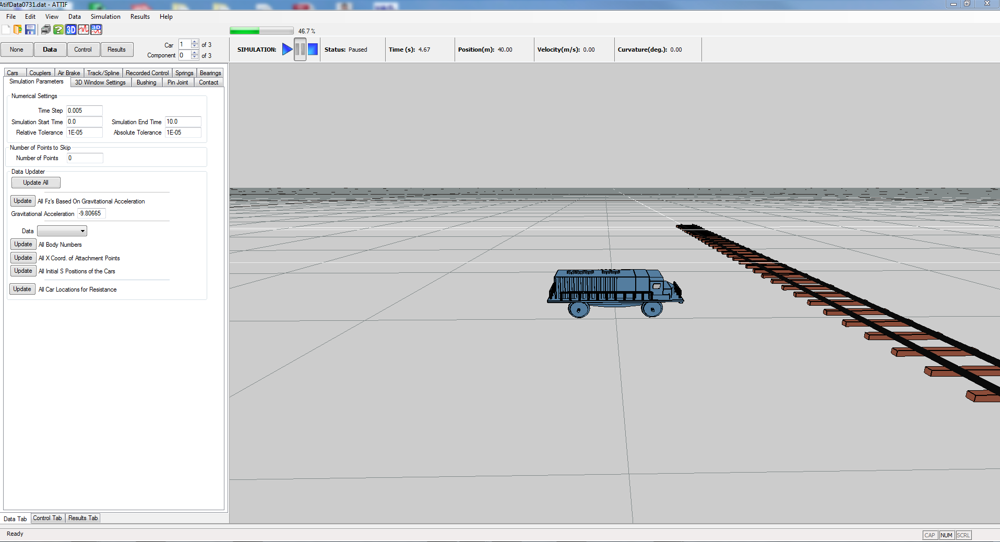 AtifData0731.dat - ATTIF
File Edit View Data Simulation Results Help
3D 3D
46.7 %
None Data Control Results
Car 1 of 3
Component 0 of 3
SIMULATION: Status: Paused Time (s): 4.67 Position(m): 40.00 Velocity(m/s): 0.00 Curvature(deg.): 0.00
Cars Couplers Air Brake Track/Spline Recorded Control Springs Bearings
Simulation Parameters 3D Window Settings Bushing Pin Joint Contact
Numerical Settings
Time Step 0.005
Simulation Start Time 0.0 Simulation End Time 10.0
Relative Tolerance 1E-05 Absolute Tolerance 1E-05
Number of Points to Skip
Number of Points 0
Data Updater
Update All
Update All Fz's Based On Gravitational Acceleration
Gravitational Acceleration -9.80665
Data
Update All Body Numbers
Update All X Coord. of Attachment Points
Update All Initial S Positions of the Cars
Update All Car Locations for Resistance
Data Tab Control Tab Results Tab
Ready
CAP NUM SCRL